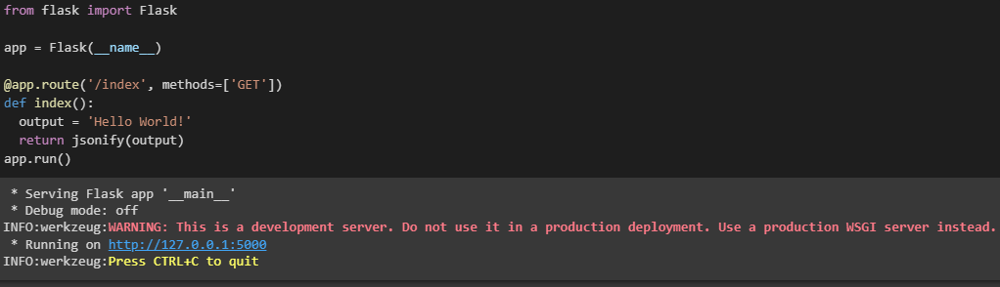 from flask import Flask
app = Flask(__name__)
@app.route('/index', methods=['GET'])
def index():
  output = 'Hello World!'
  return jsonify(output)
app.run()
 * Serving Flask app '__main__'
 * Debug mode: off
INFO:werkzeug:WARNING: This is a development server. Do not use it in a production deployment. Use a production WSGI server instead.
 * Running on http://127.0.0.1:5000
INFO:werkzeug:Press CTRL+C to quit